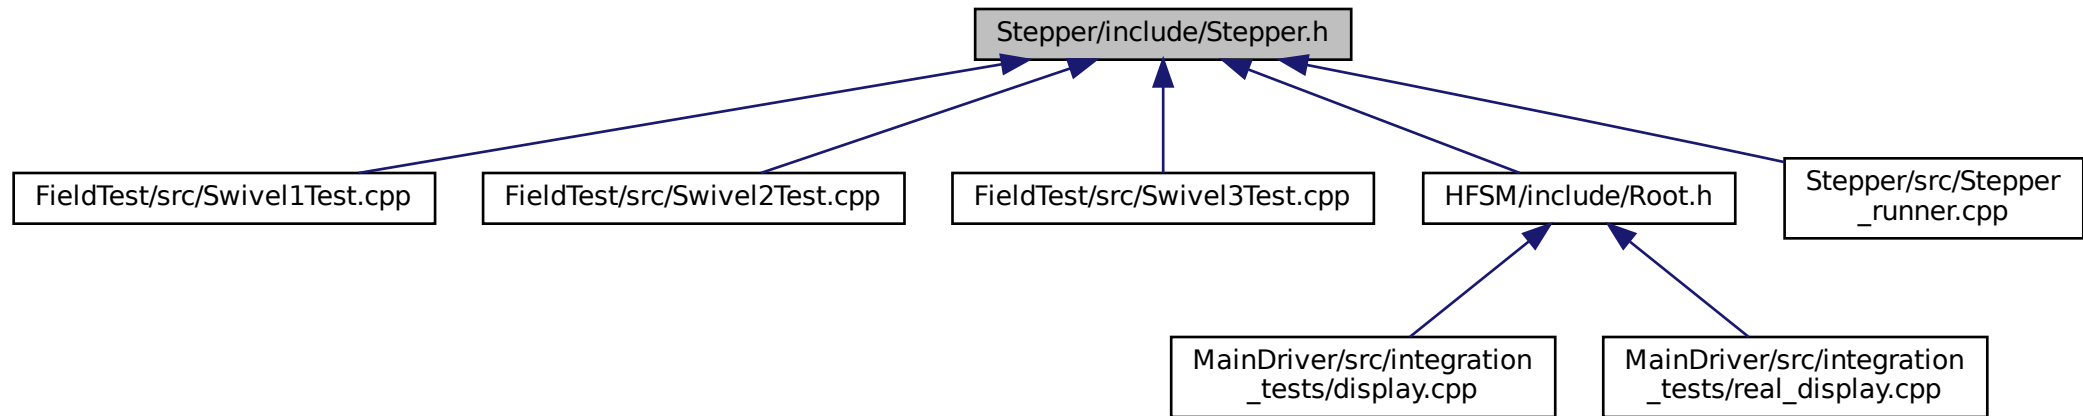 Stepper/include/Stepper.h
FieldTest/src/Swivel1Test.cpp
FieldTest/src/Swivel2Test.cpp
FieldTest/src/Swivel3Test.cpp
HFSM/include/Root.h
Stepper/src/Stepper
_runner.cpp
MainDriver/src/integration
_tests/display.cpp
MainDriver/src/integration
_tests/real_display.cpp